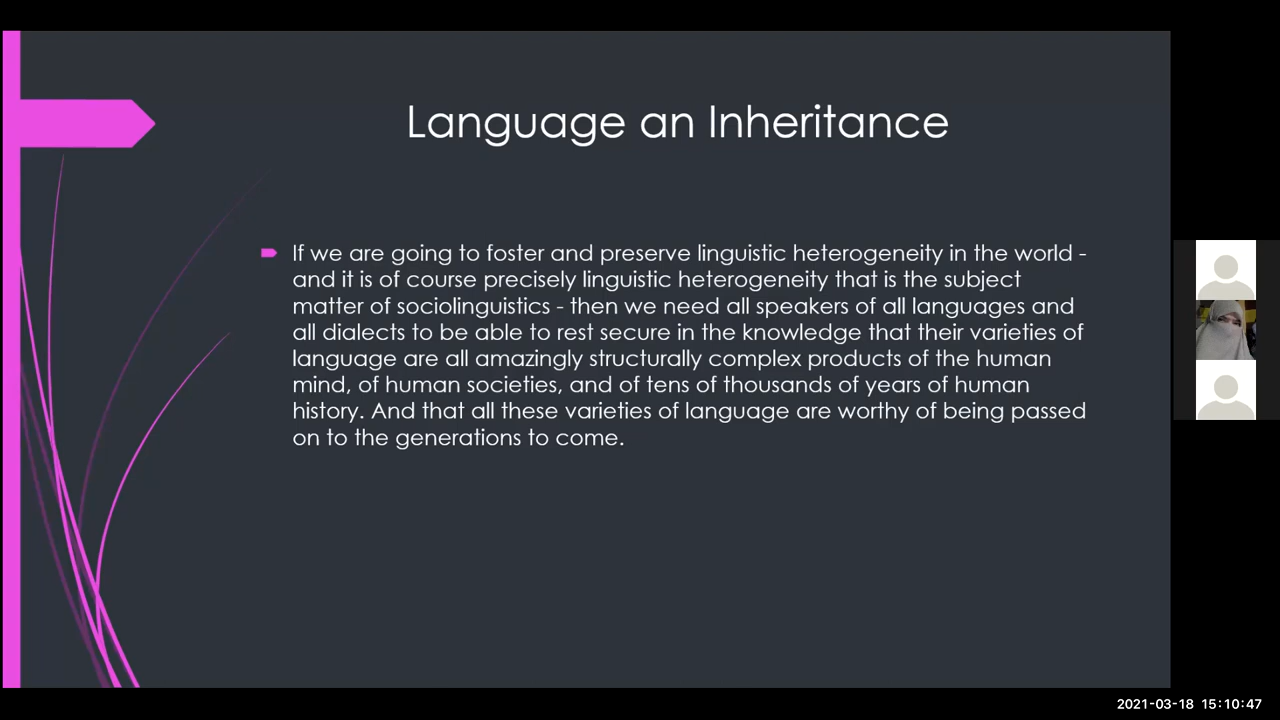 Language an Inheritance
If we are going to foster and preserve linguistic heterogeneity in the world -
and it is of course precisely linguistic heterogeneity that is the subject
matter of sociolinguistics - then we need all speakers of all languages and
all dialects to be able to rest secure in the knowledge that their varieties of
language are all amazingly structurally complex products of the human
mind, of human societies, and of tens of thousands of years of human
history. And that all these varieties of language are worthy of being passed
on to the generations to come.
2021-03-18 15:10:47